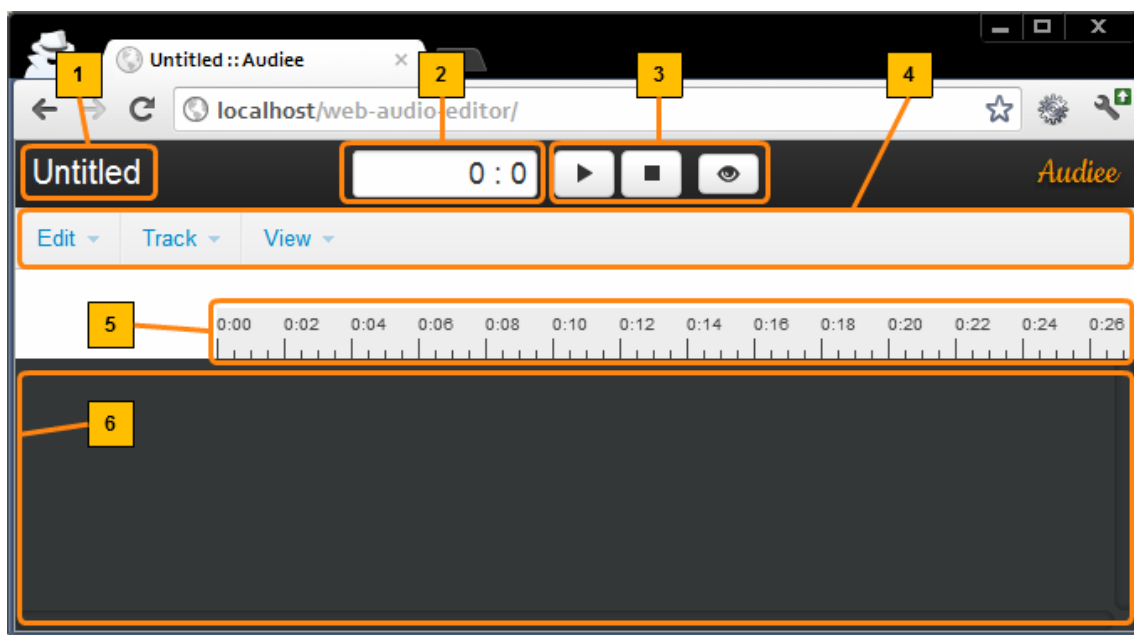 Untitled :: Audiee
1
2
3
4
localhost/web-audio-editor/
Untitled
0 : 0
Audiee
Edit Track View
5
0:00 0:02 0:04 0:06 0:08 0:10 0:12 0:14 0:16 0:18 0:20 0:22 0:24 0:26
6